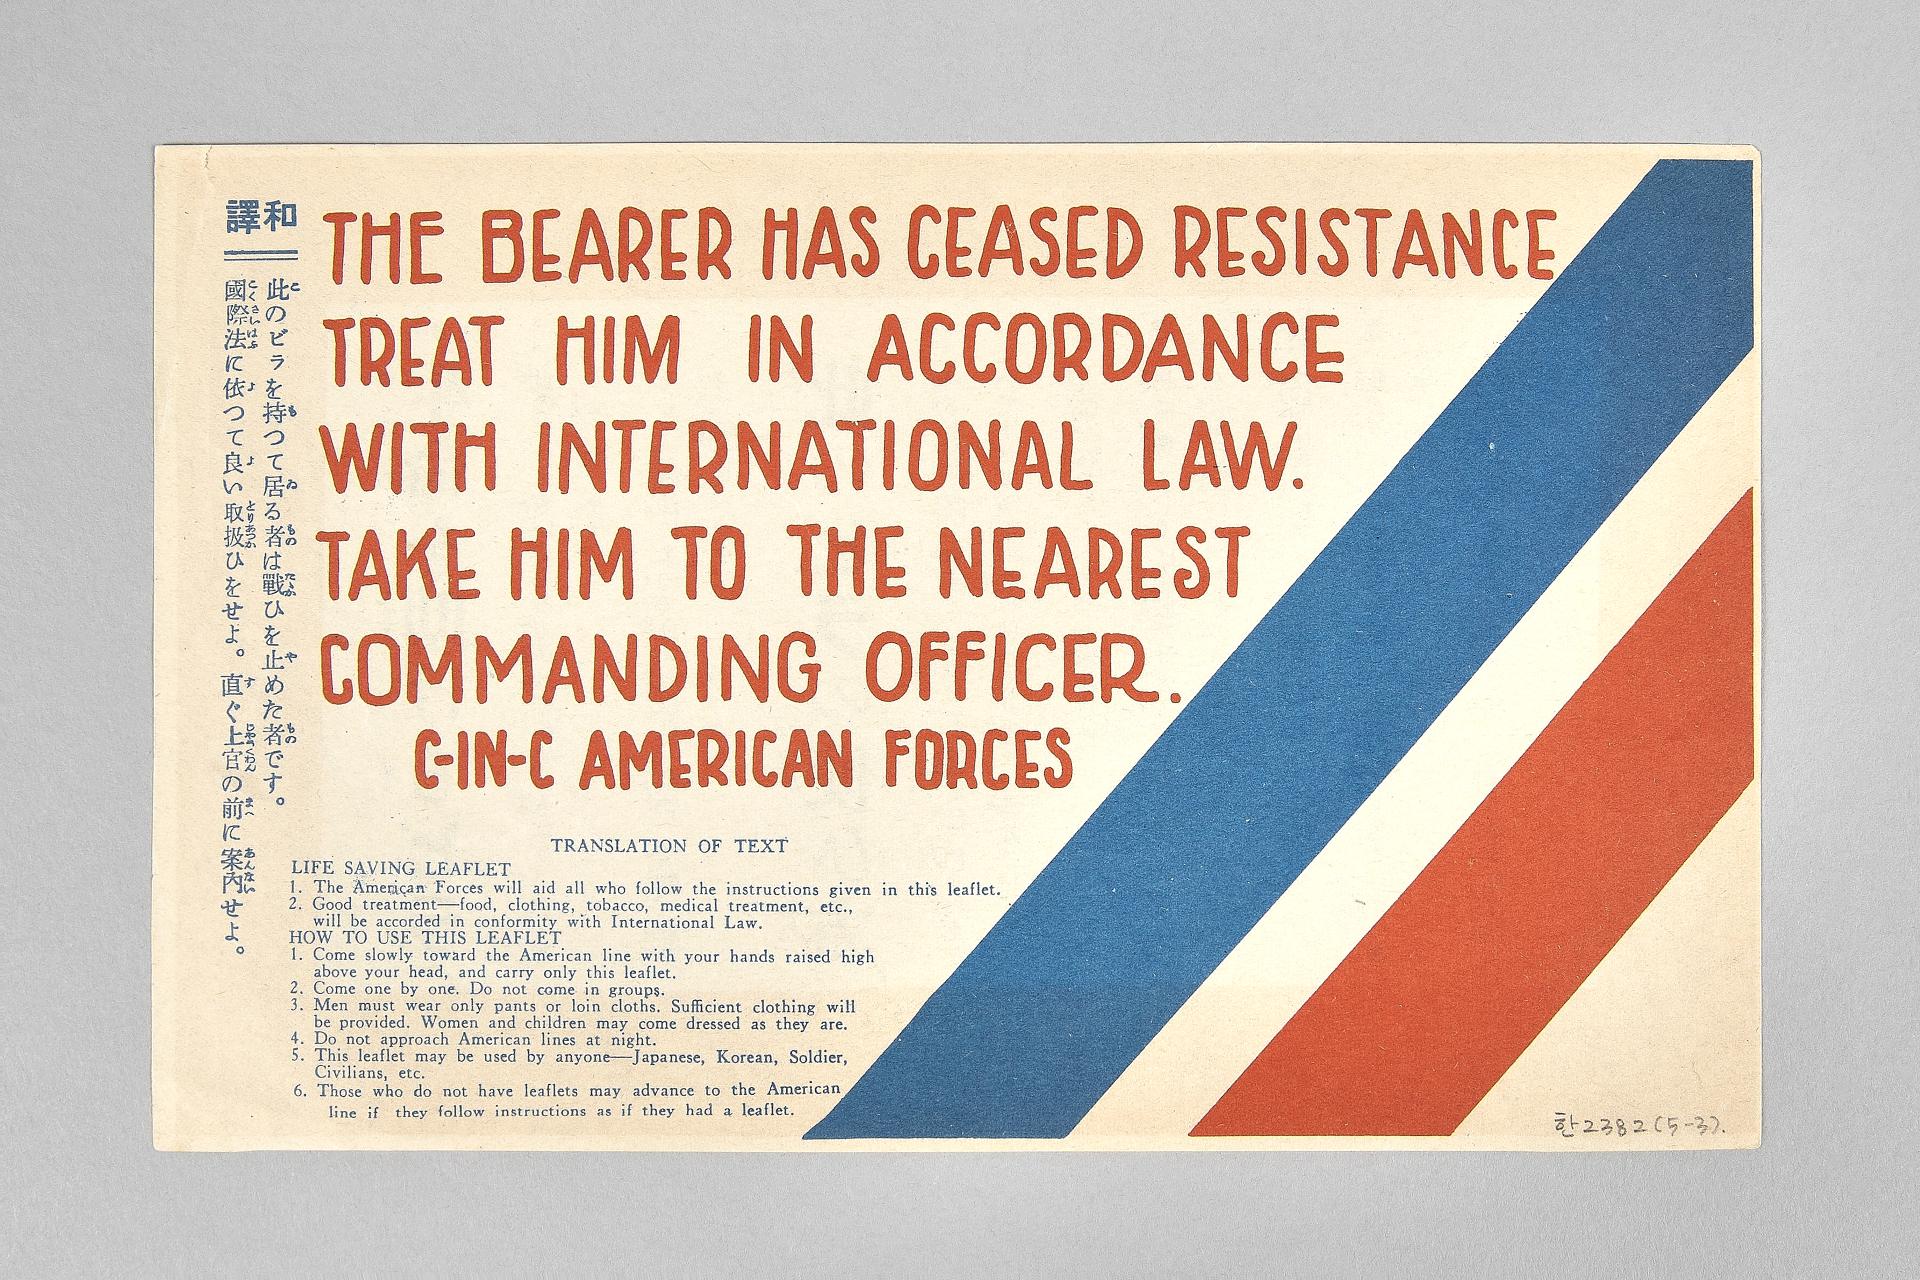 和譯
此のビラを持つて居る者は戰ひを止めた者です。
國際法に依つて良い取扱ひをせよ。直ぐ上官の前に案內せよ。
THE BEARER HAS CEASED RESISTANCE
TREAT HIM IN ACCORDANCE
WITH INTERNATIONAL LAW.
TAKE HIM TO THE NEAREST
COMMANDING OFFICER.
C-IN-C AMERICAN FORCES
TRANSLATION OF TEXT
LIFE SAVING LEAFLET
1. The American Forces will aid all who follow the instructions given in this leaflet.
2. Good treatment—food, clothing, tobacco, medical treatment, etc.,
will be accorded in conformity with International Law.
HOW TO USE THIS LEAFLET
1. Come slowly toward the American line with your hands raised high
above your head, and carry only this leaflet.
2. Come one by one. Do not come in groups.
3. Men must wear only pants or loin cloths. Sufficient clothing will
be provided. Women and children may come dressed as they are.
4. Do not approach American lines at night.
5. This leaflet may be used by anyone—Japanese, Korean, Soldier,
Civilians, etc.
6. Those who do not have leaflets may advance to the American
line if they follow instructions as if they had a leaflet.
한2382(5-3).